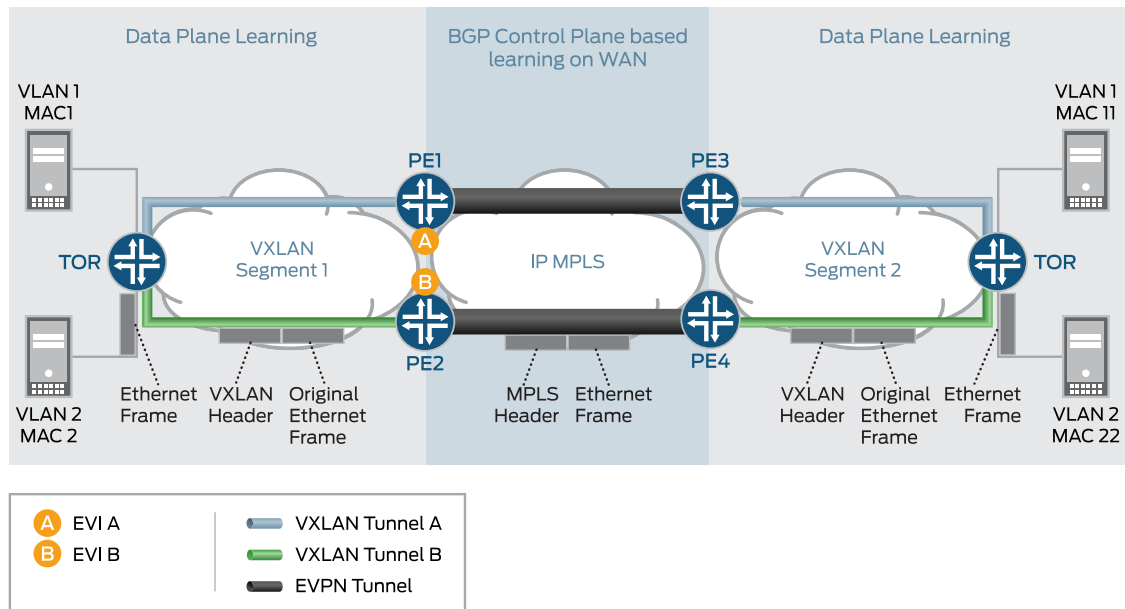 Data Plane Learning
BGP Control Plane based
learning on WAN
Data Plane Learning
VLAN 1
MAC1
VLAN 1
MAC 11
PE1
PE3
A
VXLAN
Segment 1
IP MPLS
VXLAN
Segment 2
TOR
TOR
B
PE2
PE4
Ethernet
Frame
VXLAN
Header
Original
Ethernet
Frame
MPLS
Header
Ethernet
Frame
VXLAN
Header
Original
Ethernet
Frame
Ethernet
Frame
VLAN 2
MAC 2
VLAN 2
MAC 22
A EVI A
B EVI B
VXLAN Tunnel A
VXLAN Tunnel B
EVPN Tunnel